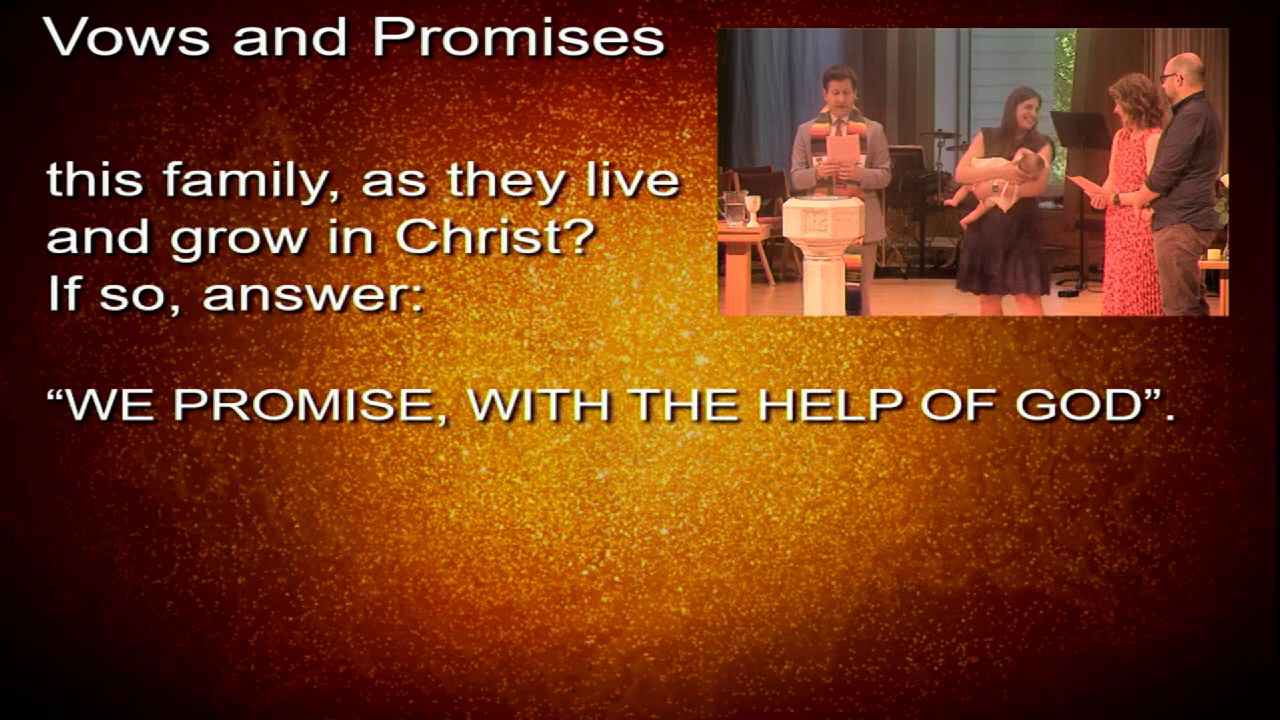 Vows and Promises
this family, as they live
and grow in Christ?
If so, answer:
“WE PROMISE, WITH THE HELP OF GOD”.